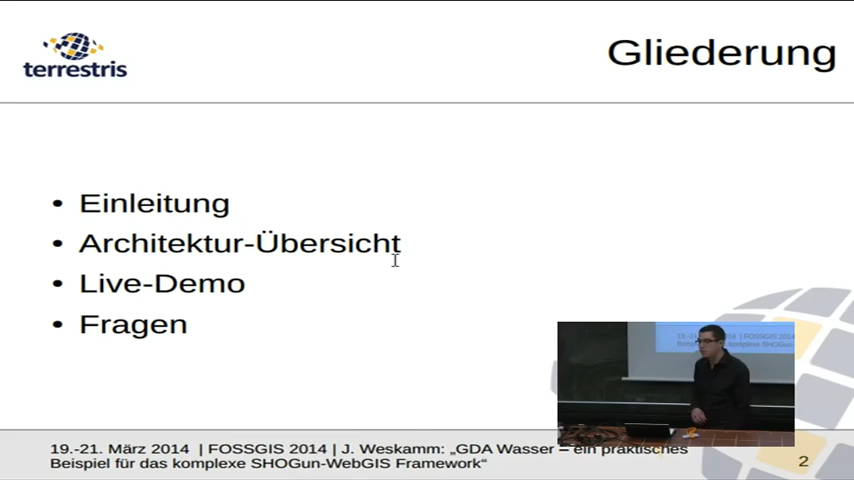 terrestris
Gliederung
• Einleitung
• Architektur-Übersicht
• Live-Demo
• Fragen
19.-21. März 2014 | FOSSGIS 2014 | J. Weskamm: „GDA Wasser – ein praktisches
Beispiel für das komplexe SHOGun-WebGIS Framework“
2